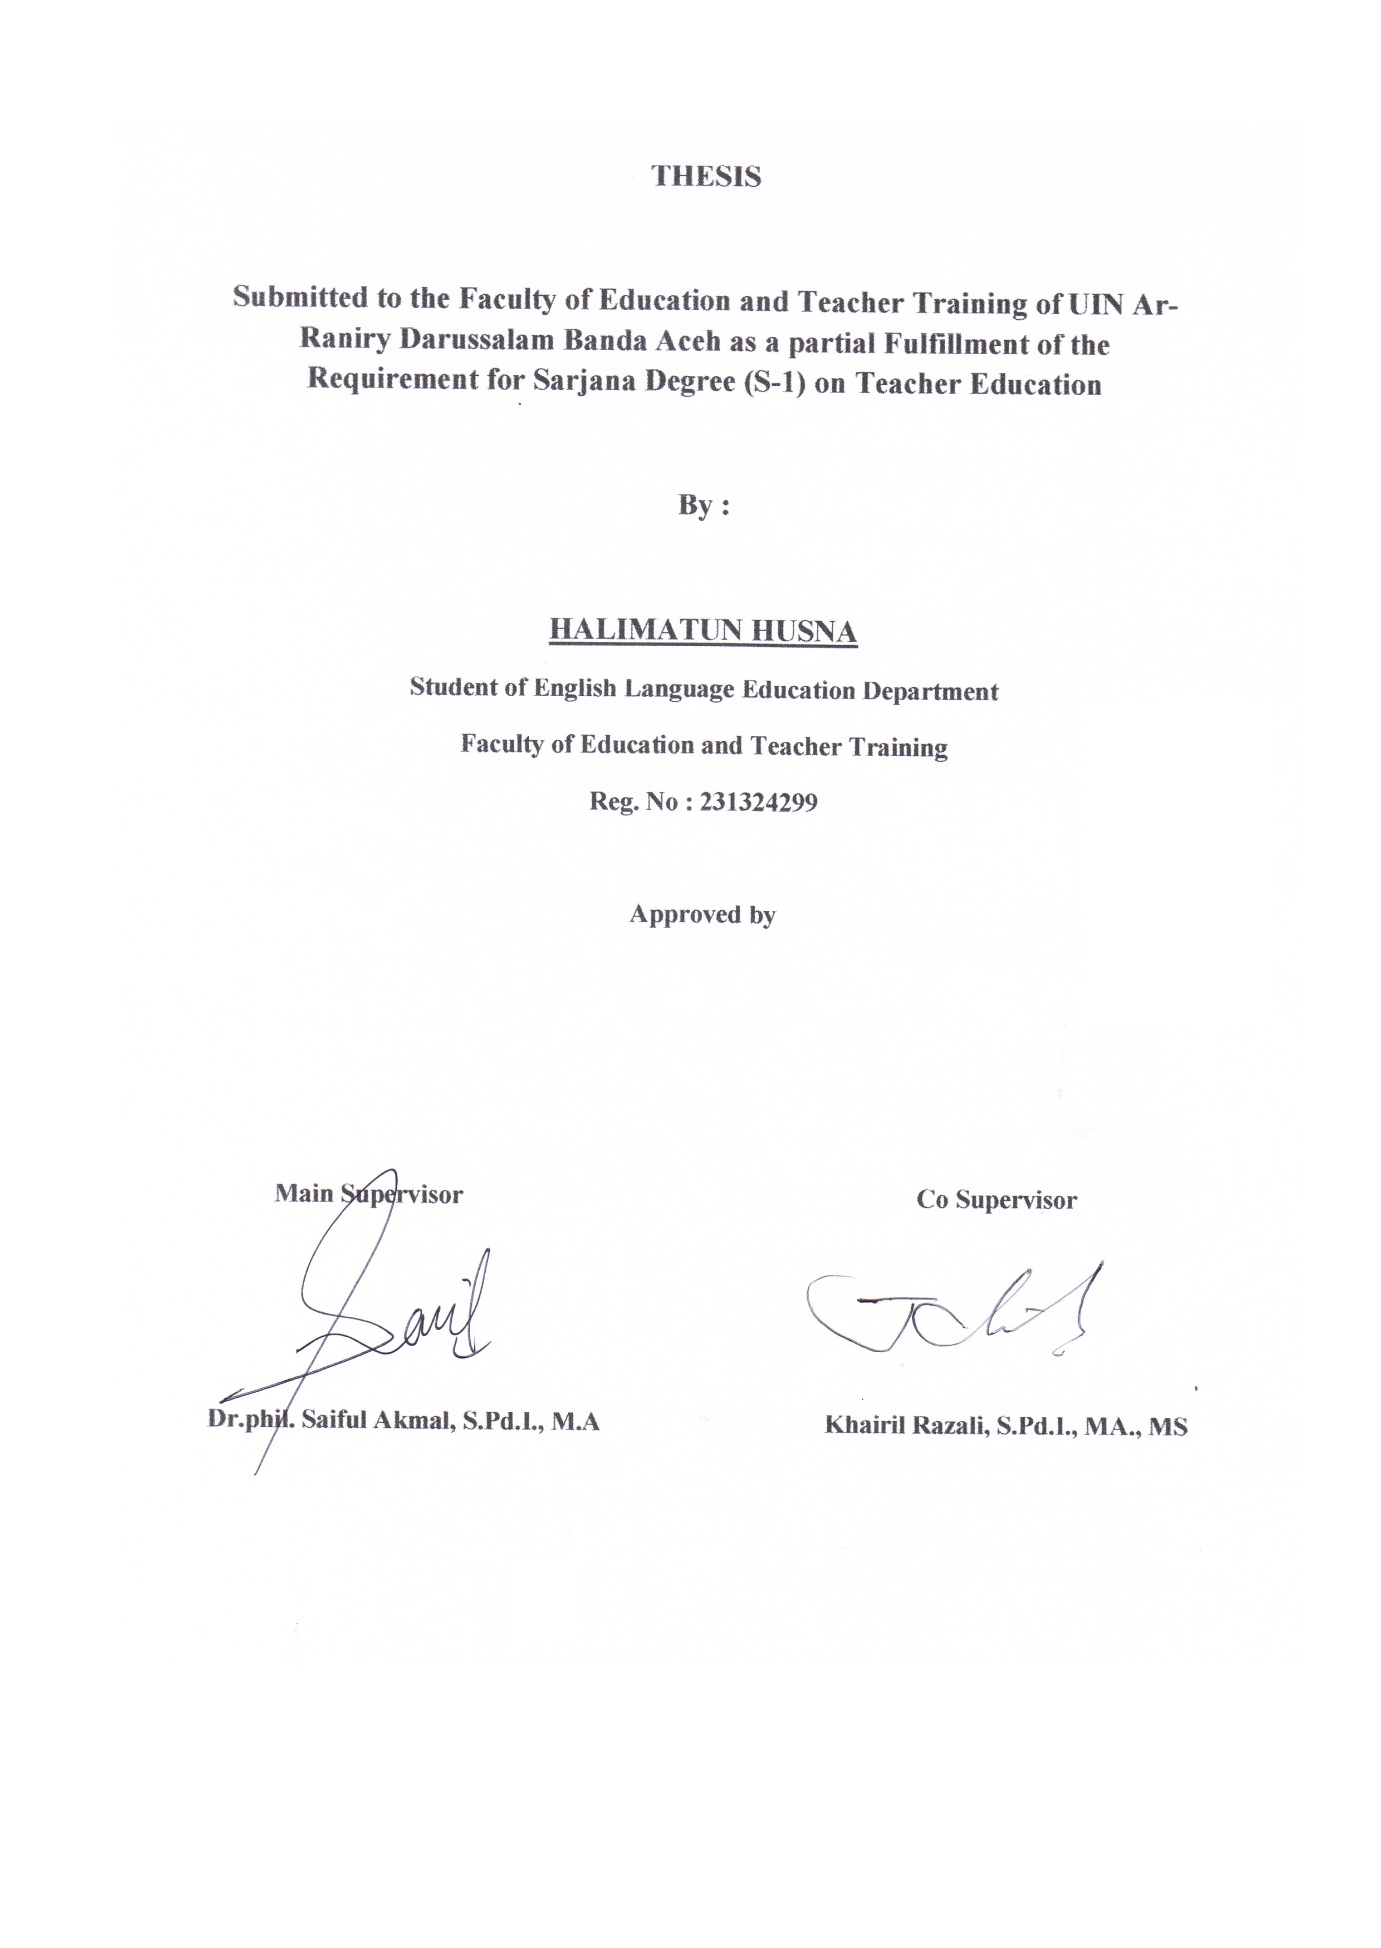 THESIS
Submitted to the Faculty of Education and Teacher Training of UIN Ar-
Raniry Darussalam Banda Aceh as a partial Fulfillment of the
Requirement for Sarjana Degree (S-1) on Teacher Education
By :
HALIMATUN HUSNA
Student of English Language Education Department
Faculty of Education and Teacher Training
Reg. No : 231324299
Approved by
Main Supervisor
Co Supervisor
Dr.phil. Saiful Akmal, S.Pd.I., M.A
Khairil Razali, S.Pd.I., MA., MS